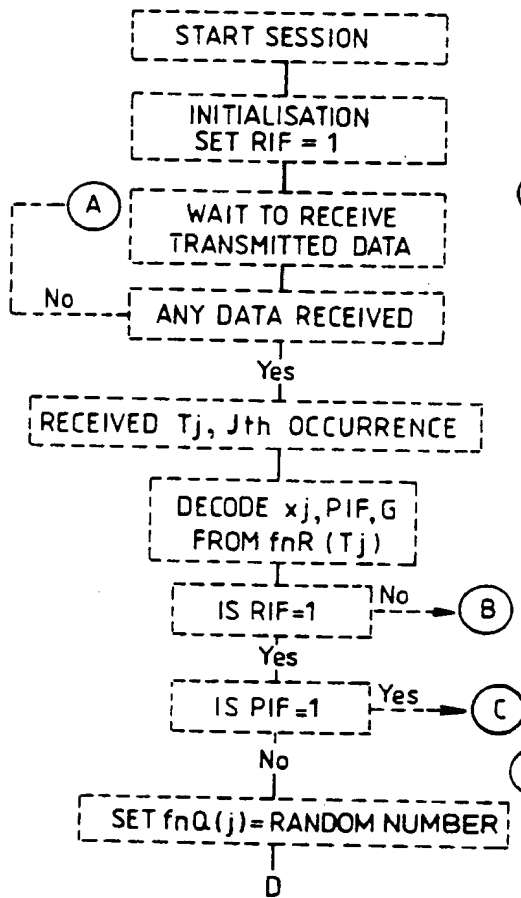 START SESSION
INITIALISATION
SET RIF = 1
A
WAIT TO RECEIVE
TRANSMITTED DATA
No
ANY DATA RECEIVED
Yes
RECEIVED Tj, Jth OCCURRENCE
DECODE xj, PIF, G
FROM fnR (Tj)
IS RIF=1
No
B
Yes
IS PIF=1
Yes
C
No
SET fnQ(j)= RANDOM NUMBER
D